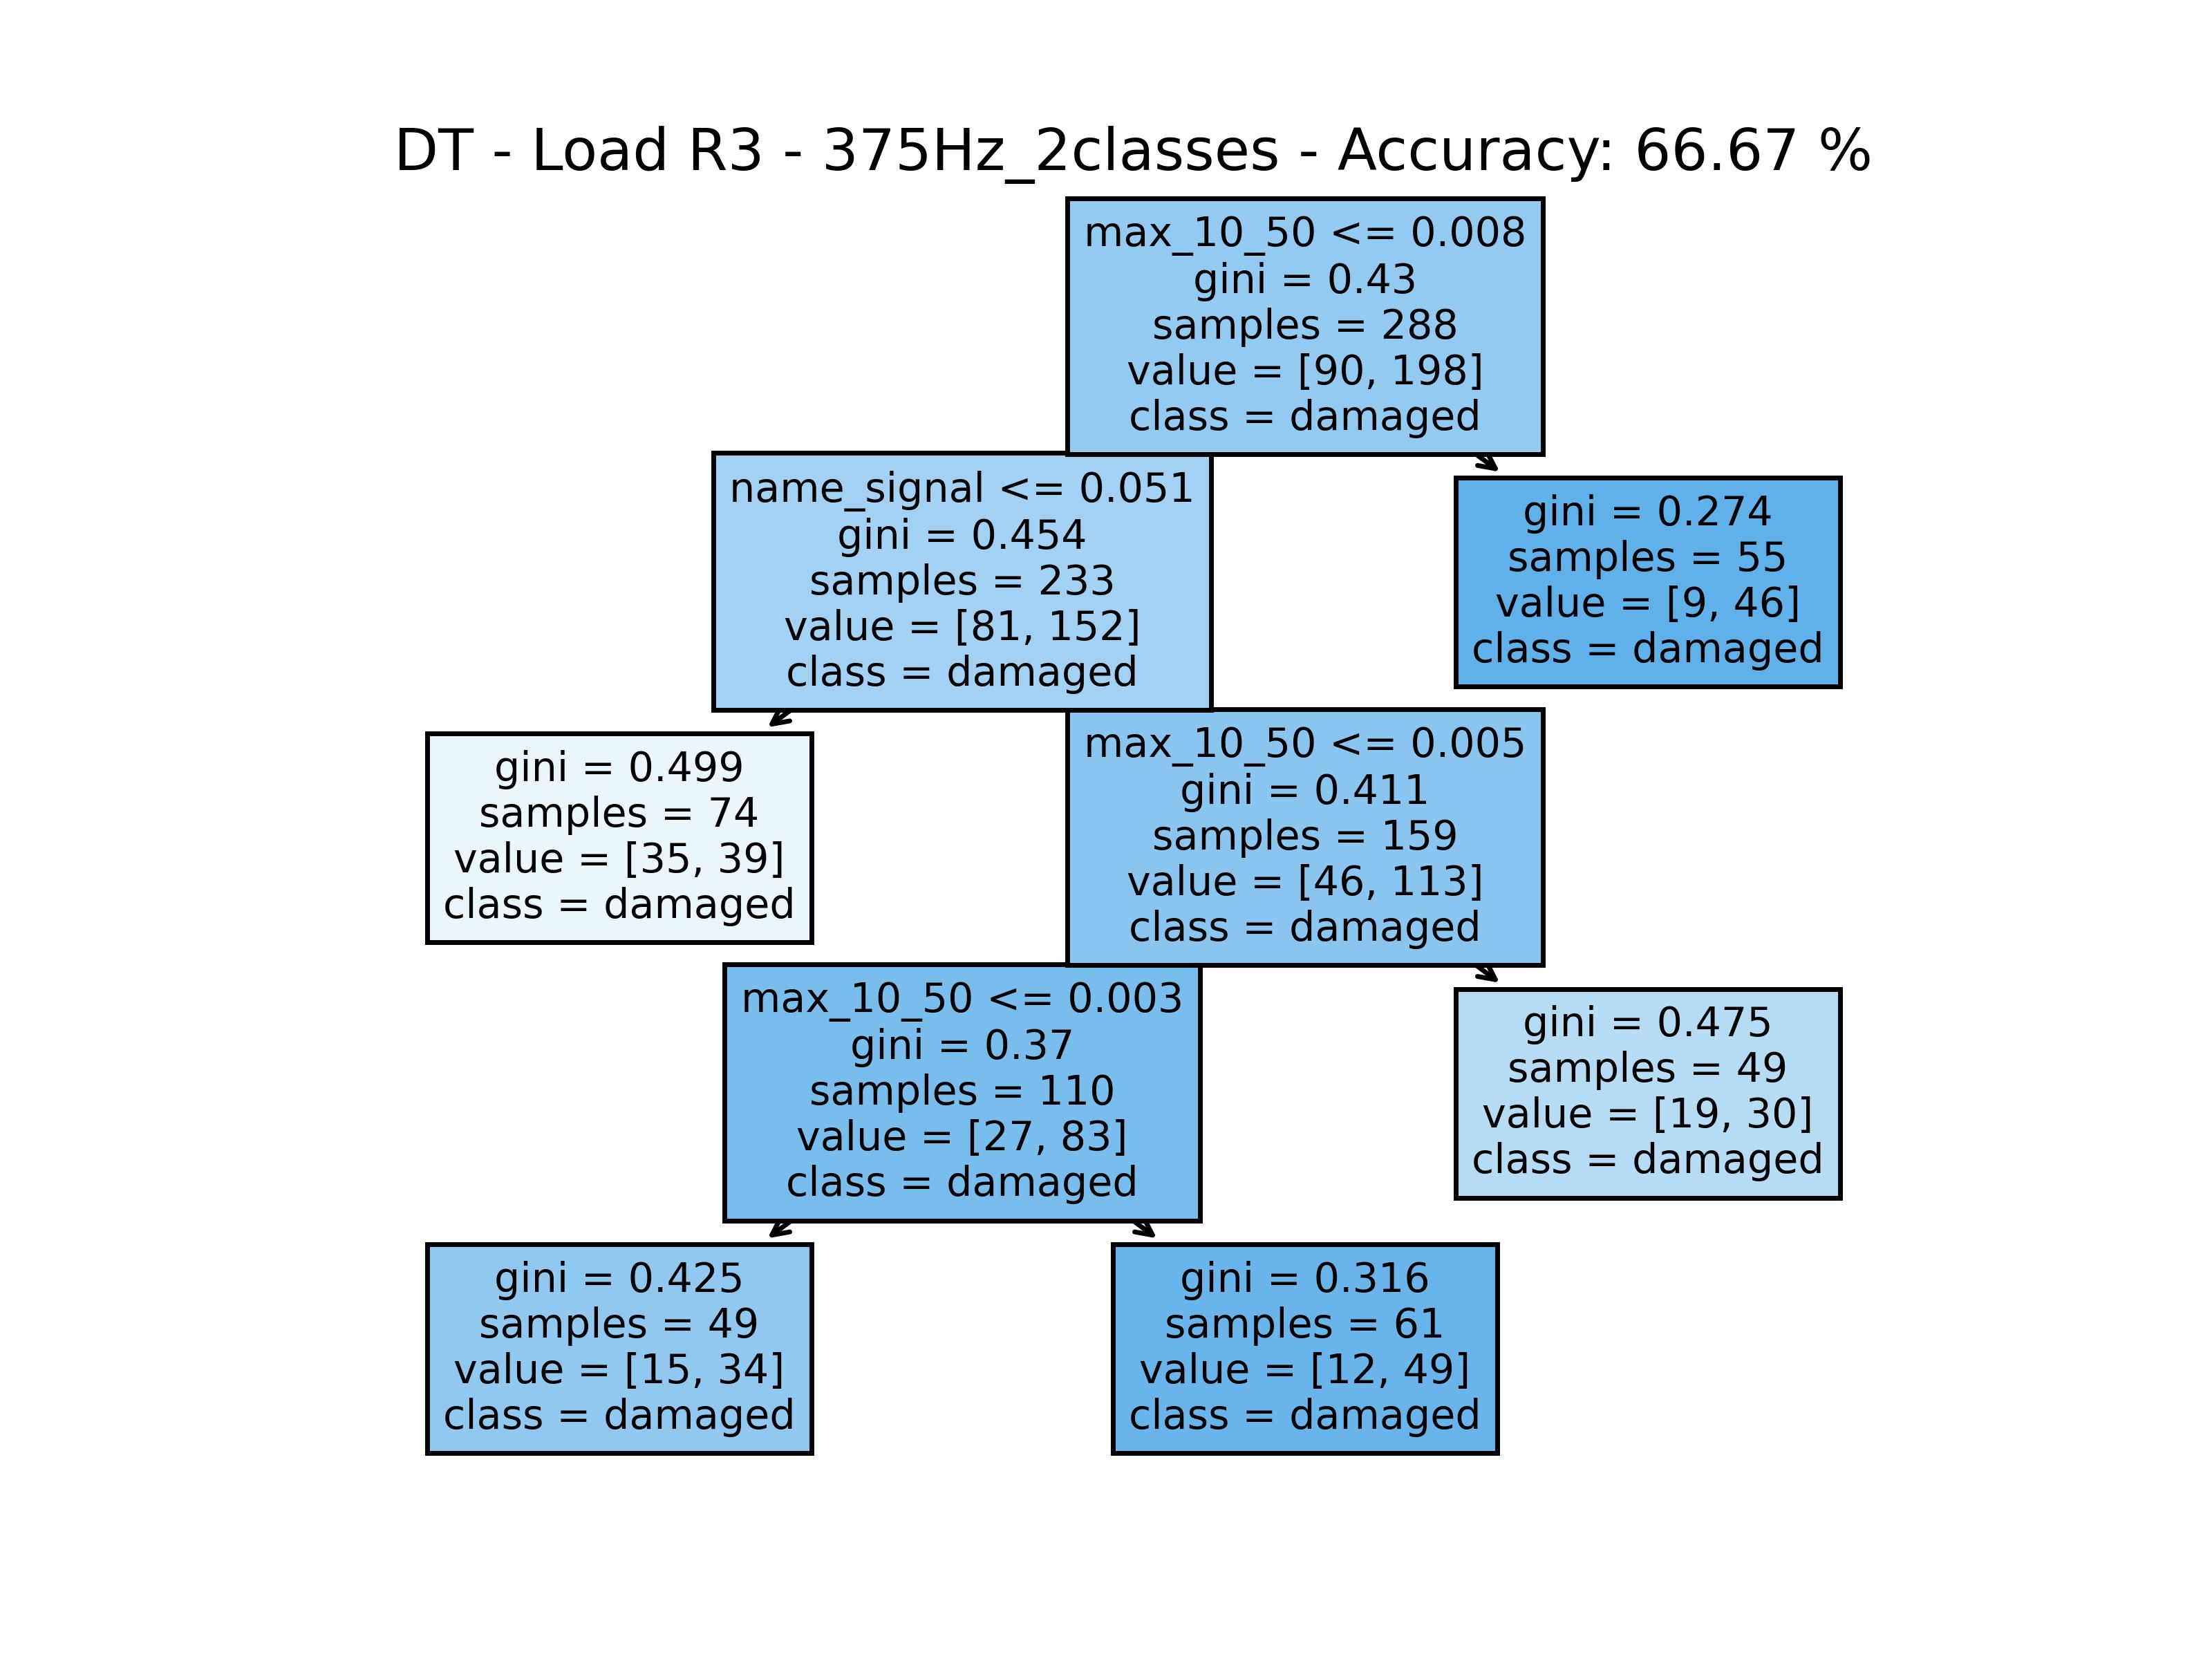 DT - Load R3 - 375Hz_2classes - Accuracy: 66.67 %
max_10_50 <= 0.008
gini = 0.43
samples = 288
value = [90, 198]
class = damaged
name_signal <= 0.051
gini = 0.454
samples = 233
value = [81, 152]
class = damaged
gini = 0.274
samples = 55
value = [9, 46]
class = damaged
gini = 0.499
samples = 74
value = [35, 39]
class = damaged
max_10_50 <= 0.005
gini = 0.411
samples = 159
value = [46, 113]
class = damaged
max_10_50 <= 0.003
gini = 0.37
samples = 110
value = [27, 83]
class = damaged
gini = 0.475
samples = 49
value = [19, 30]
class = damaged
gini = 0.425
samples = 49
value = [15, 34]
class = damaged
gini = 0.316
samples = 61
value = [12, 49]
class = damaged